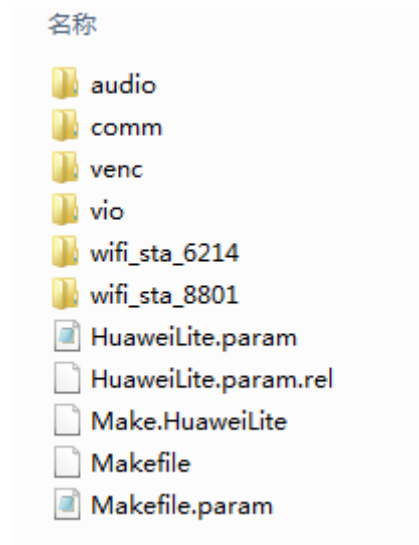 名称
audio
comm
venc
vio
wifi_sta_6214
wifi_sta_8801
HuaweiLite.param
HuaweiLite.param.rel
Make.HuaweiLite
Makefile
Makefile.param